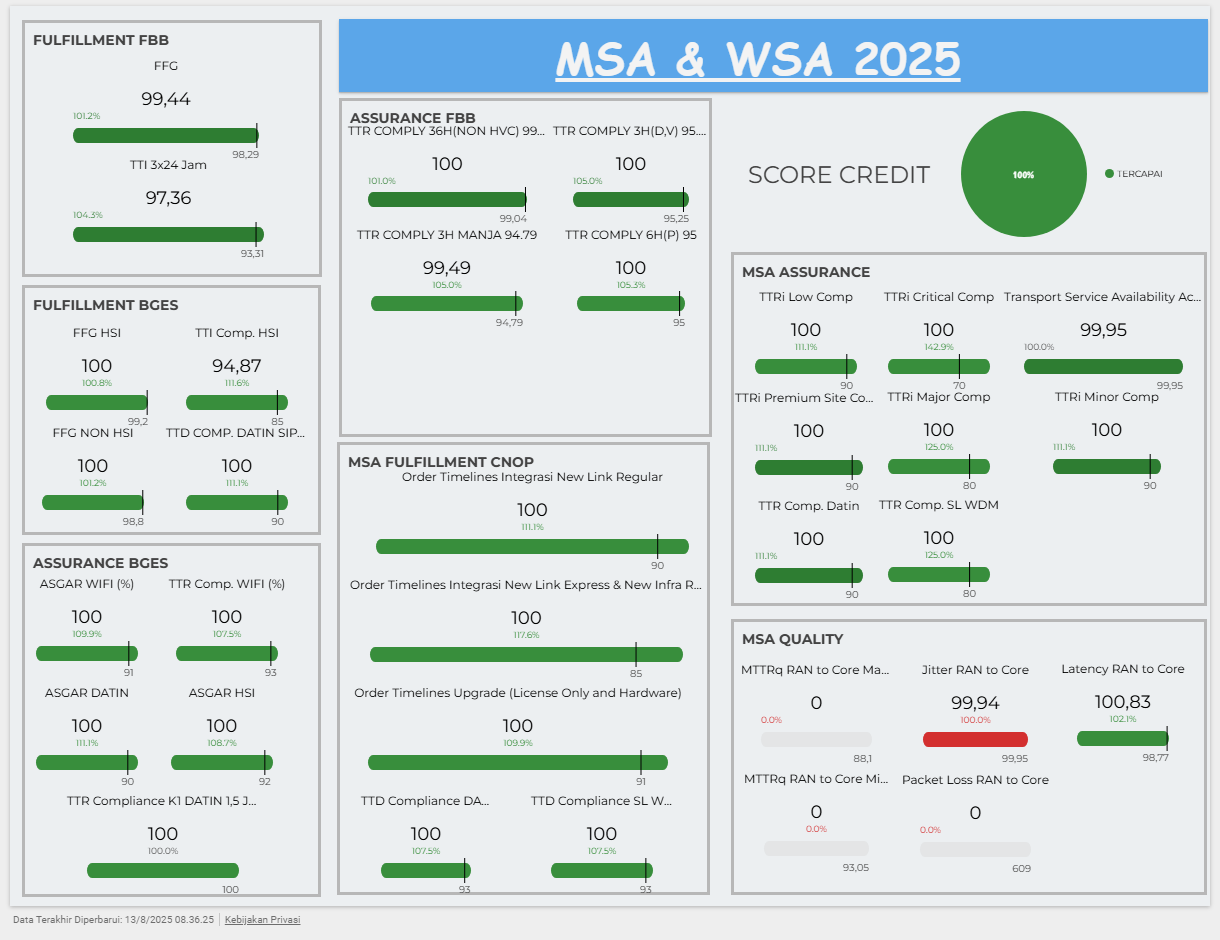 MSA & WSA 2025
FULFILLMENT FBB
FFG
99,44
101.2%
98,29
TTI 3x24 Jam
97,36
104.3%
93,31
FULFILLMENT BGES
FFG HSI
TTI Comp. HSI
100
94,87
100.8%
111.6%
99,2
85
FFG NON HSI
TTD COMP. DATIN SIP...
100
100
101.2%
111.1%
98,8
90
ASSURANCE BGES
ASGAR WIFI (%)
TTR Comp. WIFI (%)
100
100
109.9%
107.5%
91
93
ASGAR DATIN
ASGAR HSI
100
100
111.1%
108.7%
90
92
TTR Compliance K1 DATIN 1,5 J...
100
100.0%
100
ASSURANCE FBB
TTR COMPLY 36H(NON HVC) 99...
TTR COMPLY 3H(D,V) 95....
100
100
101.0%
105.0%
99,04
95,25
TTR COMPLY 3H MANJA 94.79
TTR COMPLY 6H(P) 95
99,49
100
105.0%
105.3%
94,79
95
MSA FULFILLMENT CNOP
Order Timelines Integrasi New Link Regular
100
111.1%
90
Order Timelines Integrasi New Link Express & New Infra R...
100
117.6%
85
Order Timelines Upgrade (License Only and Hardware)
100
109.9%
91
TTD Compliance DA...
TTD Compliance SL W...
100
100
107.5%
107.5%
93
93
SCORE CREDIT
100%
TERCAPAI
MSA ASSURANCE
TTRi Low Comp
TTRi Critical Comp
Transport Service Availability Ac...
100
100
99,95
111.1%
142.9%
100.0%
90
70
99,95
TTRi Premium Site Co...
TTRi Major Comp
TTRi Minor Comp
100
100
100
111.1%
125.0%
111.1%
90
80
90
TTR Comp. Datin
TTR Comp. SL WDM
100
100
111.1%
125.0%
90
80
MSA QUALITY
MTTRq RAN to Core Ma...
Jitter RAN to Core
Latency RAN to Core
0
99,94
100,83
0.0%
100.0%
102.1%
88,1
99,95
98,77
MTTRq RAN to Core Mi...
Packet Loss RAN to Core
0
0
0.0%
0.0%
93,05
609
Data Terakhir Diperbarui: 13/8/2025 08.36.25
Kebijakan Privasi